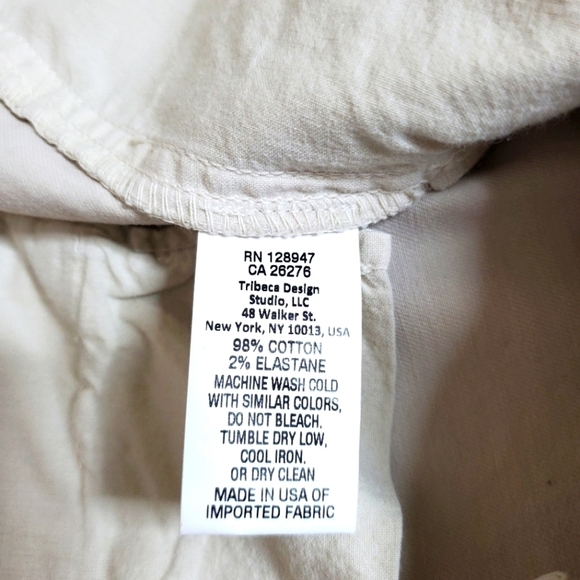 RN 128947
CA 26276
Tribeca Design
Studio, LLC
48 Walker St.
New York, NY 10013, USA
98% COTTON
2% ELASTANE
MACHINE WASH COLD
WITH SIMILAR COLORS,
DO NOT BLEACH.
TUMBLE DRY LOW,
COOL IRON.
OR DRY CLEAN
MADE IN USA OF
IMPORTED FABRIC